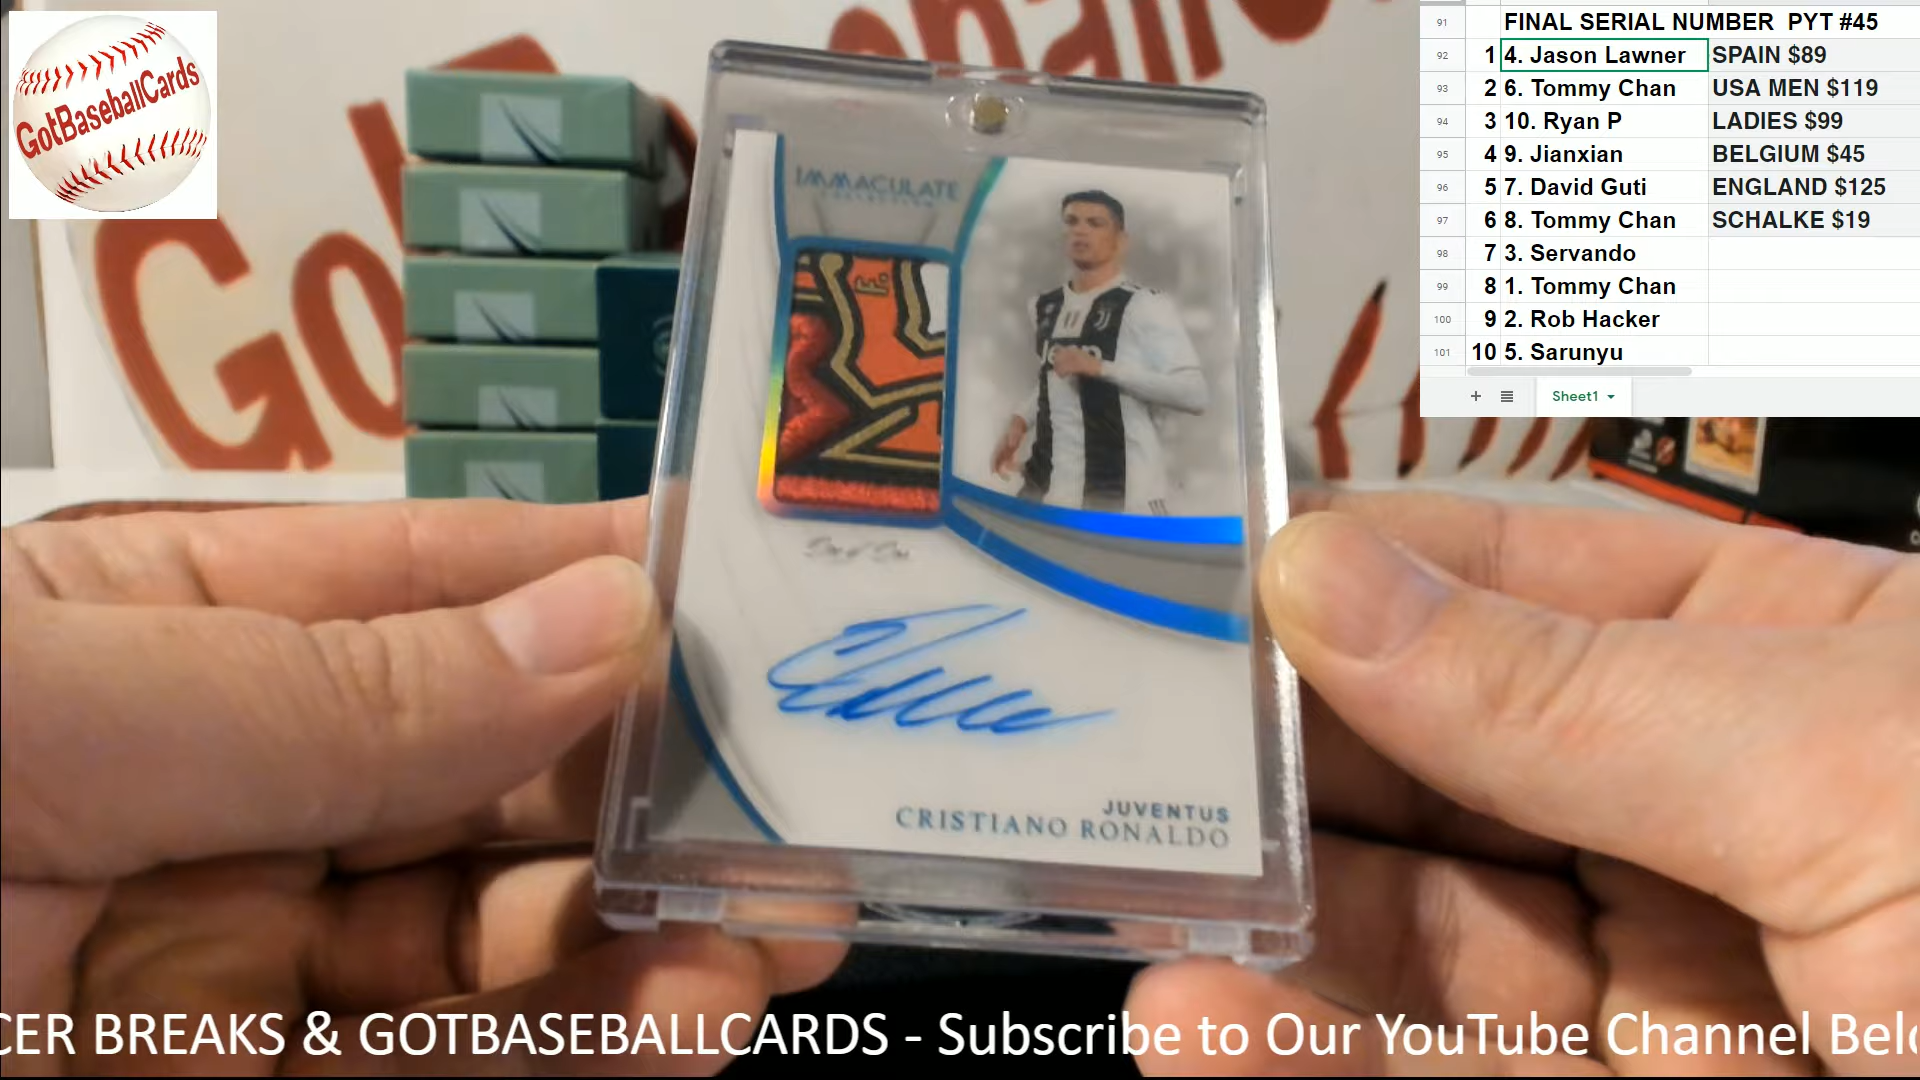 GotBaseballCards
91 FINAL SERIAL NUMBER PYT #45
92 1 4. Jason Lawner SPAIN $89
93 2 6. Tommy Chan USA MEN $119
94 3 10. Ryan P LADIES $99
95 4 9. Jianxian BELGIUM $45
96 5 7. David Guti ENGLAND $125
97 6 8. Tommy Chan SCHALKE $19
98 7 3. Servando
99 8 1. Tommy Chan
100 9 2. Rob Hacker
101 10 5. Sarunyu
+ Sheet1
IMMACULATE
COLLECTION
Jeep
JUVENTUS
CRISTIANO RONALDO
CER BREAKS & GOTBASEBALLCARDS - Subscribe to Our YouTube Channel Belo